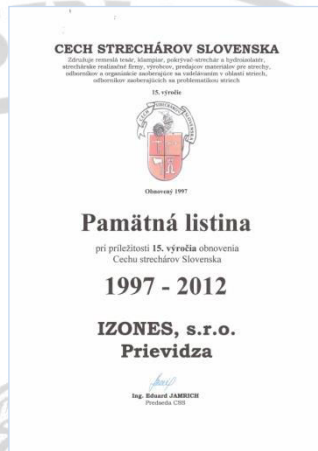 CECH STRECHÁROV SLOVENSKA
Združuje remeslá tesár, klampiar, pokrývač-strechár a hydroizolatér,
strechárske realizačné firmy, výrobcov, predajcov materiálov pre strechy,
odborníkov a organizácie zaoberajúce sa vzdelávaním v oblasti striech,
odborníkov zaoberajúcich sa problematikou striech
15. výročie
Obnovený 1997
Pamätná listina
pri príležitosti 15. výročia obnovenia
Cechu strechárov Slovenska
1997 - 2012
IZONES, s.r.o.
Prievidza
Ing. Eduard JAMRICH
Predseda CSS